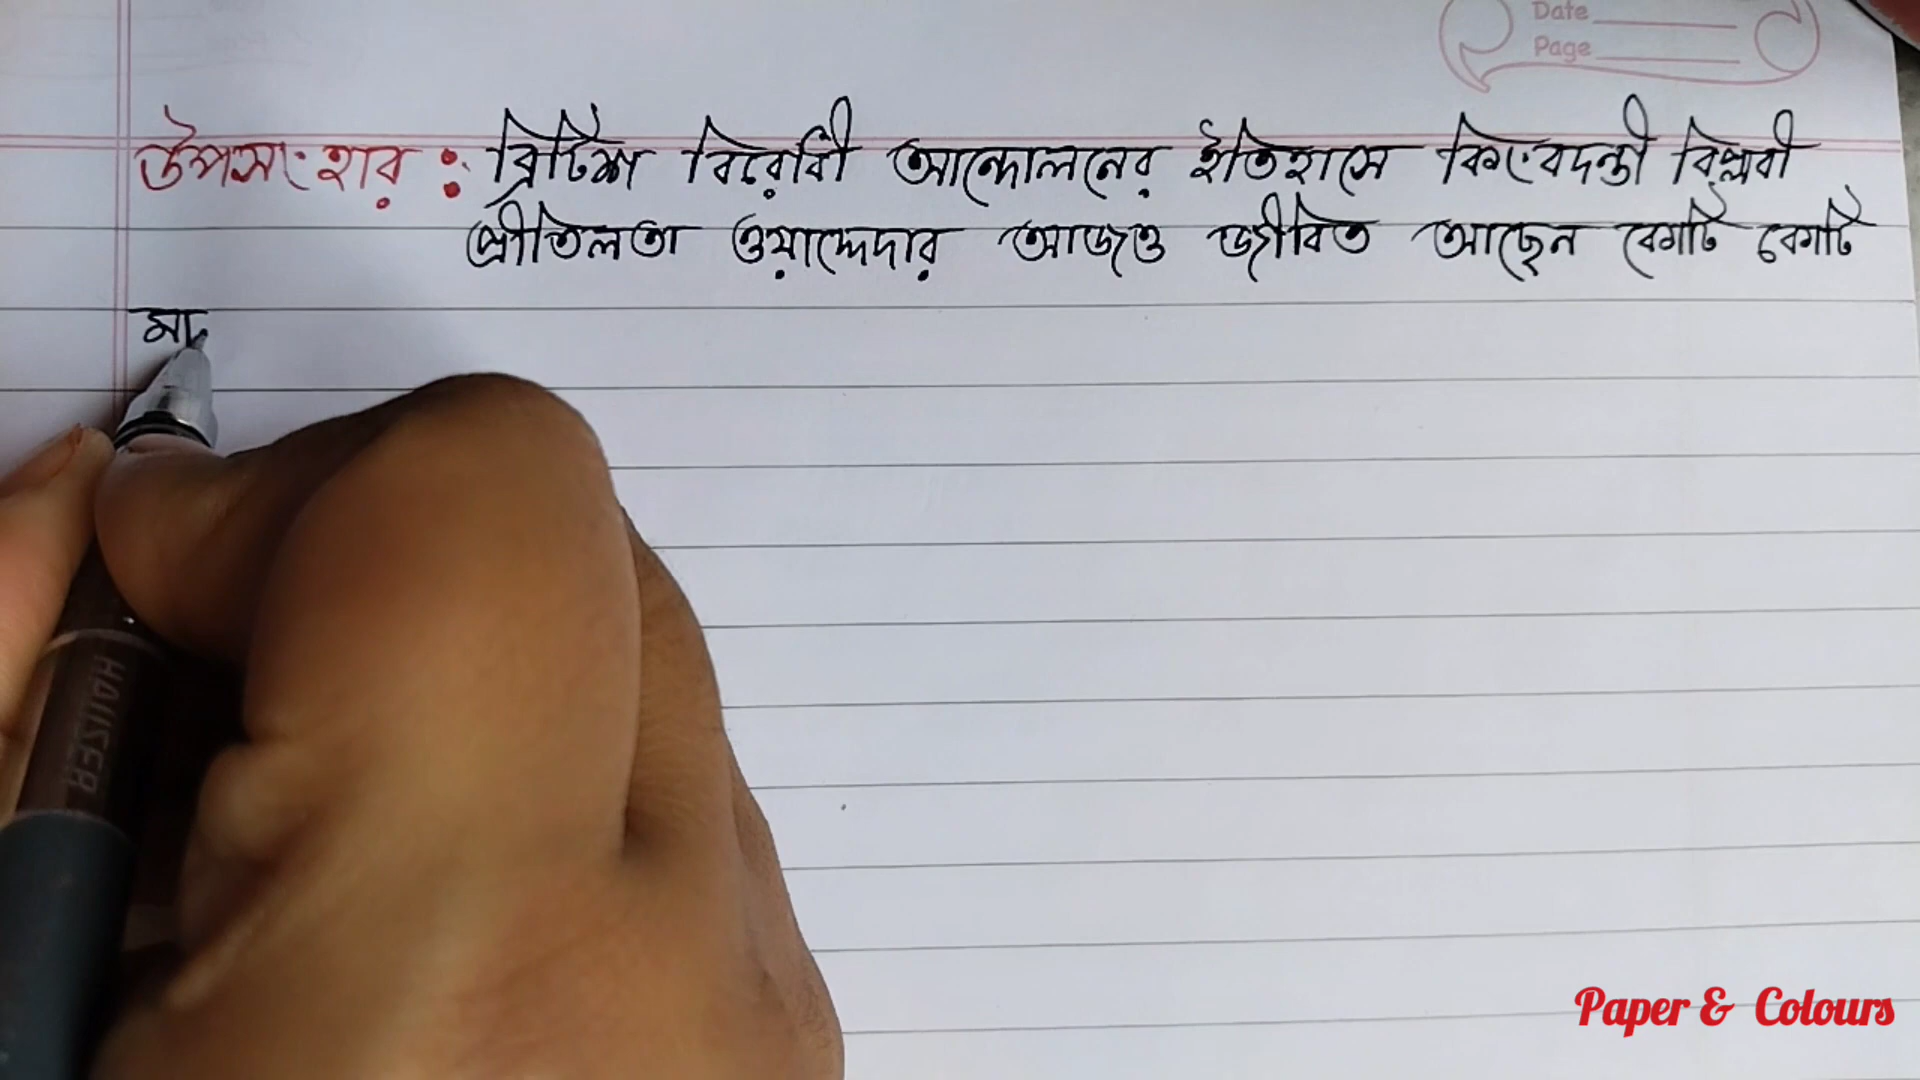 Date
Page
উপসংহার : ব্রিটিশ বিরোধী আন্দোলনের ইতিহাসে কিংবদন্তী বিপ্লবী
প্রীতিলতা ওয়াদ্দেদার আজও জীবিত আছেন কোটি কোটি
মা
HAUSER
Paper & Colours